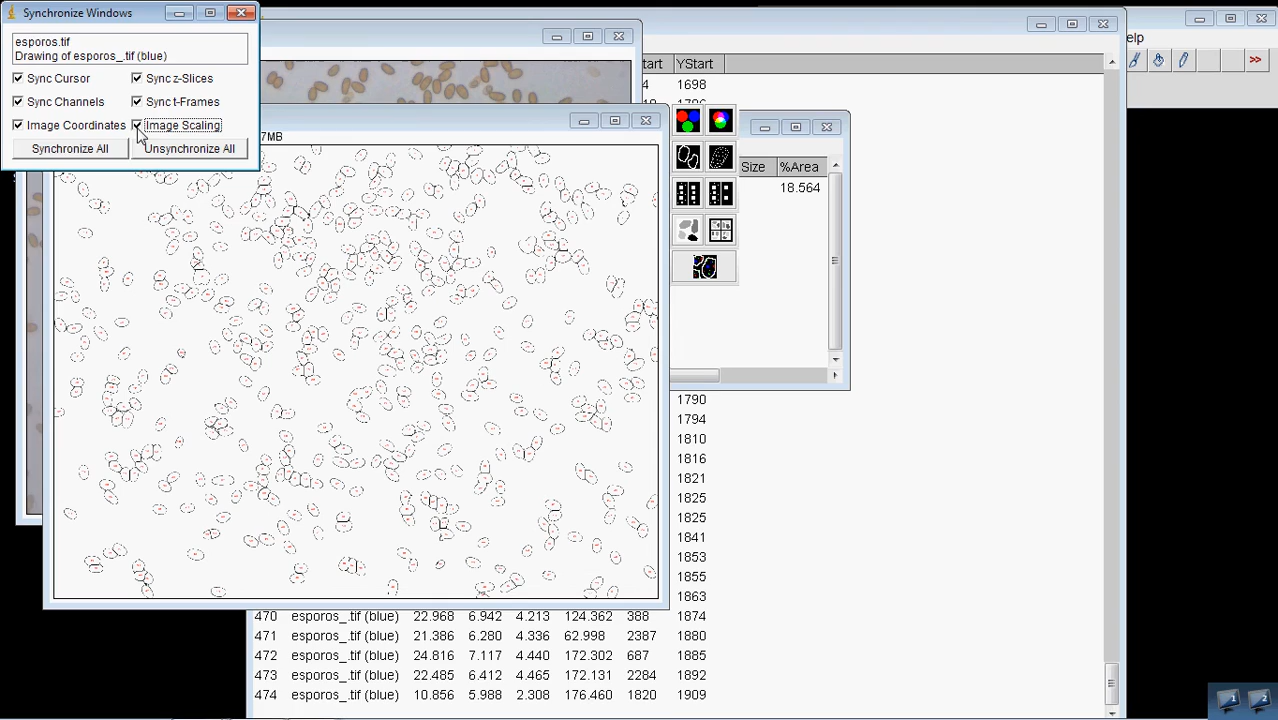 Synchronize Windows
esporos.tif
Drawing of esporos_.tif (blue)
Sync Cursor
Sync z-Slices
Sync Channels
Sync t-Frames
Image Coordinates
Image Scaling
Synchronize All
Unsynchronize All
7MB
elp
>>
YStart
1698
Size %Area
18.564
1790
1794
1810
1816
1821
1825
1825
1841
1853
1855
1863
470 esporos_.tif (blue) 22.968 6.942 4.213 124.362 388 1874
471 esporos_.tif (blue) 21.386 6.280 4.336 62.998 2387 1880
472 esporos_.tif (blue) 24.816 7.117 4.440 172.302 687 1885
473 esporos_.tif (blue) 22.485 6.412 4.465 172.131 2284 1892
474 esporos_.tif (blue) 10.856 5.988 2.308 176.460 1820 1909
1
2